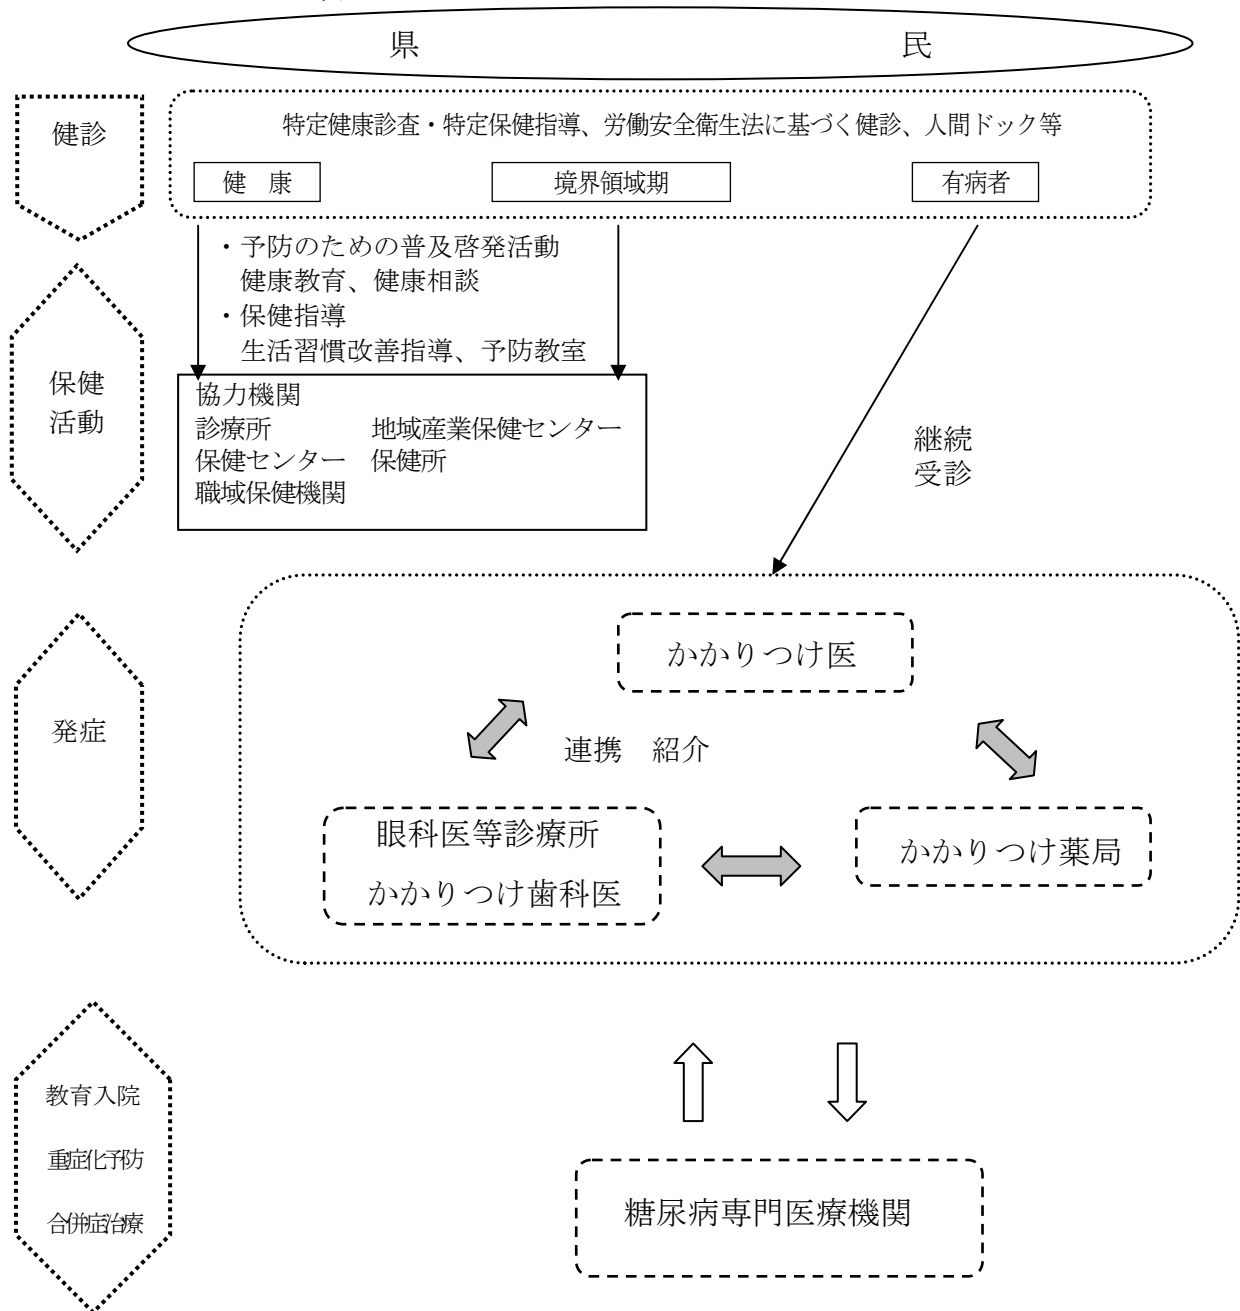 県　民
健診
特定健康診査・特定保健指導、労働安全衛生法に基づく健診、人間ドック等
健　康
境界領域期
有病者
・予防のための普及啓発活動
健康教育、健康相談
・保健指導
生活習慣改善指導、予防教室
保健
活動
協力機関
診療所　地域産業保健センター
保健センター　保健所
職域保健機関
継続
受診
発症
かかりつけ医
連携　紹介
眼科医等診療所
かかりつけ歯科医
かかりつけ薬局
教育入院
重症化予防
合併症治療
糖尿病専門医療機関